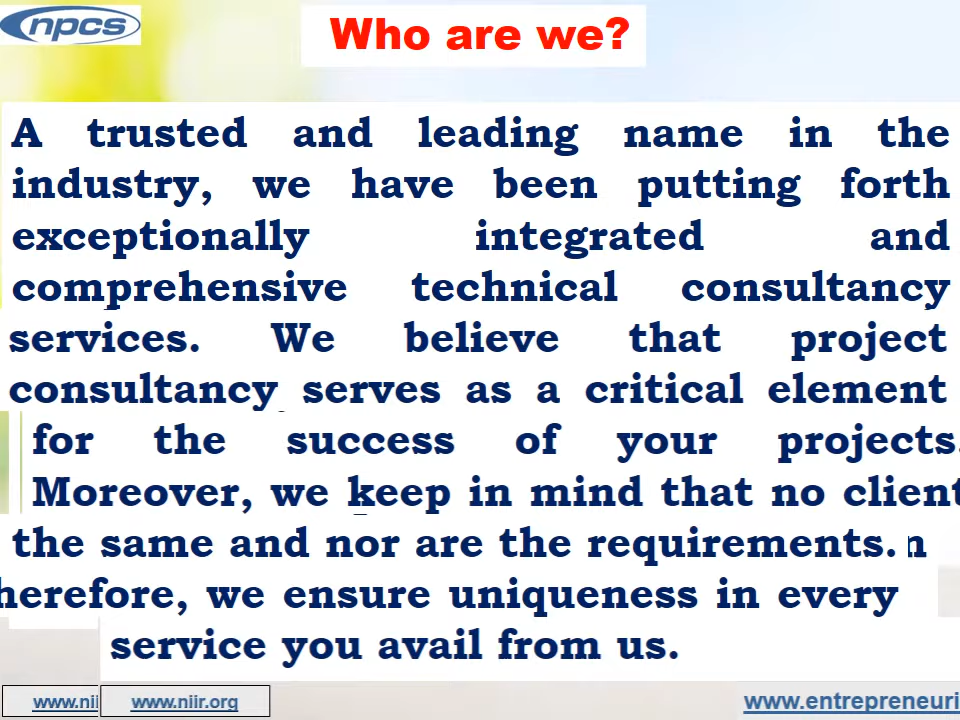 npcs
Who are we?
A trusted and leading name in the
industry, we have been putting forth
exceptionally integrated and
comprehensive technical consultancy
services. We believe that project
consultancy serves as a critical element
for the success of your projects.
Moreover, we keep in mind that no client
the same and nor are the requirements. n
herefore, we ensure uniqueness in every
service you avail from us.
www.nii www.niir.org www.entrepreneuri